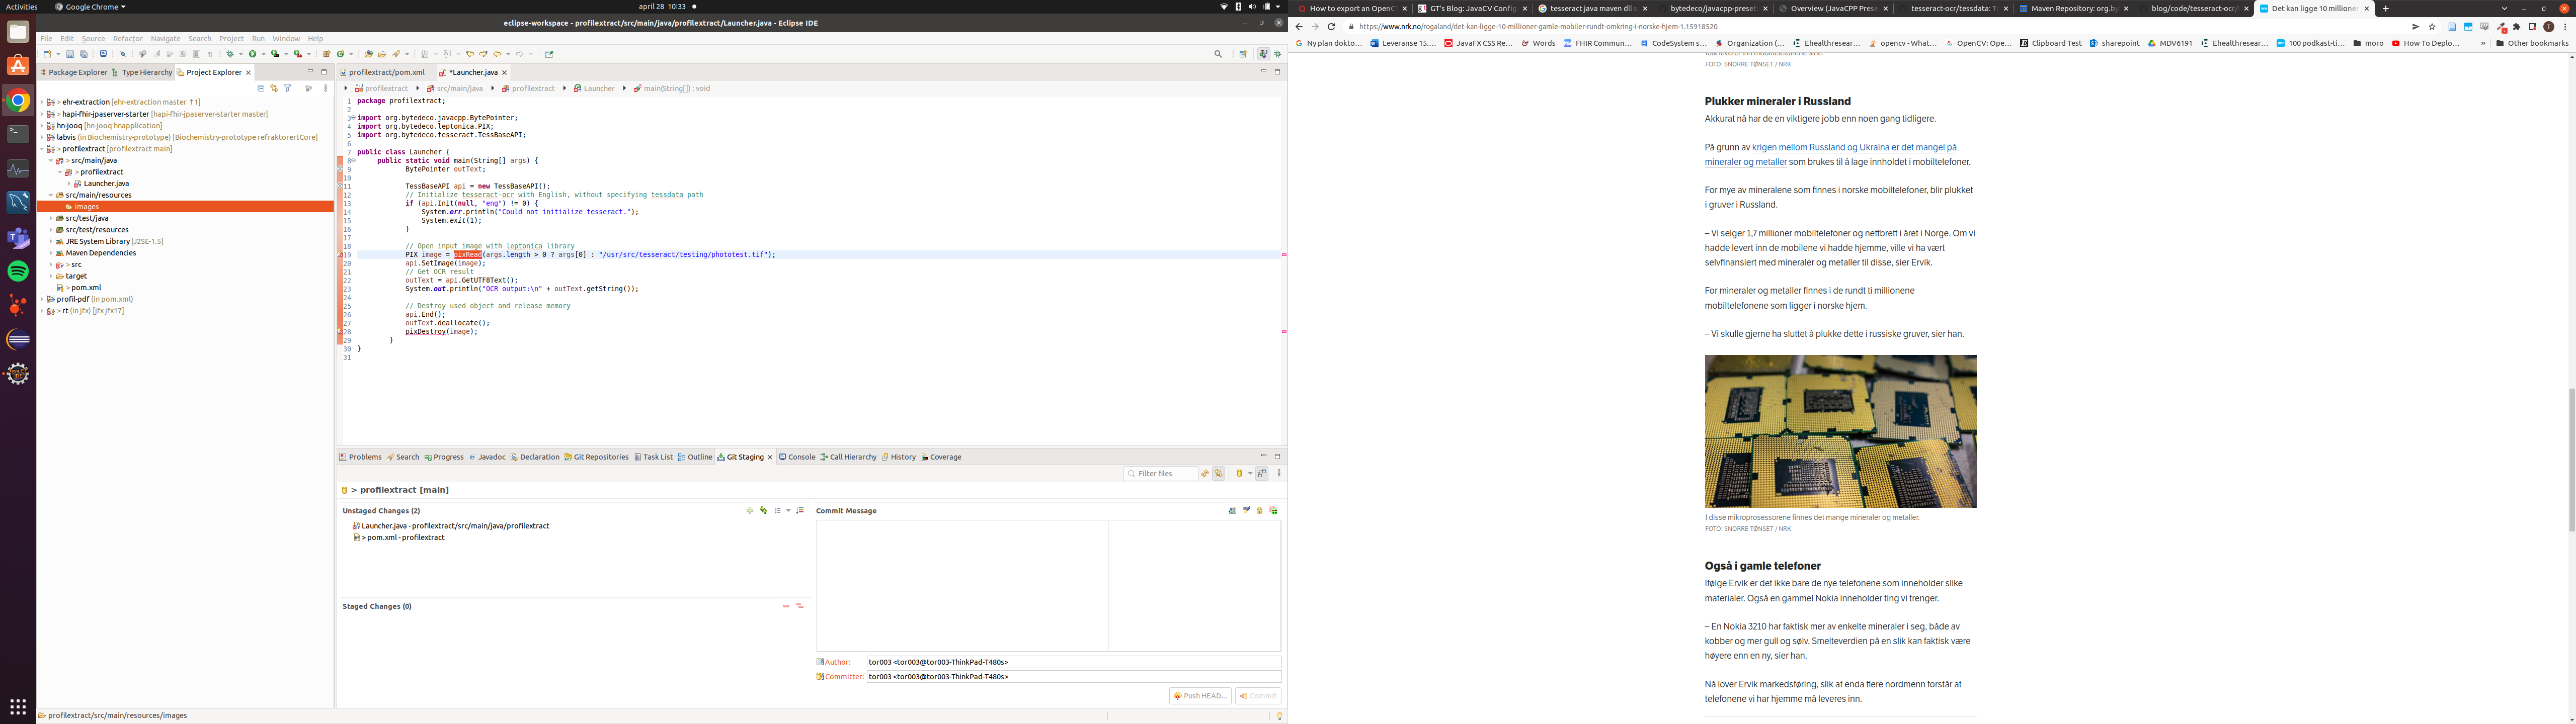 Activities
Google Chrome
april 28 10:33
eclipse-workspace - profilextract/src/main/java/profilextract/Launcher.java - Eclipse IDE
File Edit Source Refactor Navigate Search Project Run Window Help
Package Explorer Type Hierarchy Project Explorer
> ehr-extraction [ehr-extraction master ↑1]
> hapi-fhir-jpaserver-starter [hapi-fhir-jpaserver-starter master]
hn-jooq [hn-jooq hnapplication]
labvis (in Biochemistry-prototype) [Biochemistry-prototype refraktorertCore]
> profilextract [profilextract main]
> src/main/java
> profilextract
Launcher.java
src/main/resources
images
src/test/java
src/test/resources
JRE System Library [J2SE-1.5]
Maven Dependencies
> src
target
> pom.xml
profil-pdf (in pom.xml)
> rt (in jfx) [jfx jfx17]
profilextract/src/main/resources/images
profilextract/pom.xml
*Launcher.java
profilextract src/main/java profilextract Launcher main(String[]) : void
1 package profilextract;
2
3 import org.bytedeco.javacpp.BytePointer;
4 import org.bytedeco.leptonica.PIX;
5 import org.bytedeco.tesseract.TessBaseAPI;
6
7 public class Launcher {
8 public static void main(String[] args) {
9 BytePointer outText;
10
11 TessBaseAPI api = new TessBaseAPI();
12 // Initialize tesseract-ocr with English, without specifying tessdata path
13 if (api.Init(null, "eng") != 0) {
14 System.err.println("Could not initialize tesseract.");
15 System.exit(1);
16 }
17
18 // Open input image with leptonica library
19 PIX image = pixRead(args.length > 0 ? args[0] : "/usr/src/tesseract/testing/phototest.tif");
20 api.SetImage(image);
21 // Get OCR result
22 outText = api.GetUTF8Text();
23 System.out.println("OCR output:\n" + outText.getString());
24
25 // Destroy used object and release memory
26 api.End();
27 outText.deallocate();
28 pixDestroy(image);
29 }
30 }
31
Problems Search Progress Javadoc Declaration Git Repositories Task List Outline Git Staging Console Call Hierarchy History Coverage
Filter files
> profilextract [main]
Unstaged Changes (2)
Launcher.java - profilextract/src/main/java/profilextract
> pom.xml - profilextract
Staged Changes (0)
Commit Message
Author: tor003 <tor003@tor003-ThinkPad-T480s>
Committer: tor003 <tor003@tor003-ThinkPad-T480s>
Push HEAD... Commit
How to export an OpenC
GT's Blog: JavaCV Config
tesseract java maven dll
bytedeco/javacpp-preset
Overview (JavaCPP Prese
tesseract-ocr/tessdata: T
Maven Repository: org.by
blog/code/tesseract-ocr/
Det kan ligge 10 millioner
https://www.nrk.no/rogaland/det-kan-ligge-10-millioner-gamle-mobiler-rundt-omkring-i-norske-hjem-1.15918520
Ny plan dokto... Leveranse 15.... JavaFX CSS Re... Words FHIR Commun... CodeSystem s... Organization (... Ehealthresear... opencv - What... OpenCV: Ope... Clipboard Test sharepoint MDV6191 Ehealthresear... 100 podkast-ti... moro How To Deplo... » Other bookmarks
FOTO: SNORRE TØNSET / NRK
Plukker mineraler i Russland
Akkurat nå har de en viktigere jobb enn noen gang tidligere.
På grunn av krigen mellom Russland og Ukraina er det mangel på
mineraler og metaller som brukes til å lage innholdet i mobiltelefoner.
For mye av mineralene som finnes i norske mobiltelefoner, blir plukket
i gruver i Russland.
– Vi selger 1,7 millioner mobiltelefoner og nettbrett i året i Norge. Om vi
hadde levert inn de mobilene vi hadde hjemme, ville vi ha vært
selvfinansiert med mineraler og metaller til disse, sier Ervik.
For mineraler og metaller finnes i de rundt ti millionene
mobiltelefonene som ligger i norske hjem.
– Vi skulle gjerne ha sluttet å plukke dette i russiske gruver, sier han.
I disse mikroprosessorene finnes det mange mineraler og metaller.
FOTO: SNORRE TØNSET / NRK
Også i gamle telefoner
Ifølge Ervik er det ikke bare de nye telefonene som inneholder slike
materialer. Også en gammel Nokia inneholder ting vi trenger.
– En Nokia 3210 har faktisk mer av enkelte mineraler i seg, både av
kobber og mer gull og sølv. Smelteverdien på en slik kan faktisk være
høyere enn en ny, sier han.
Nå lover Ervik markedsføring, slik at enda flere nordmenn forstår at
telefonene vi har hjemme må leveres inn.